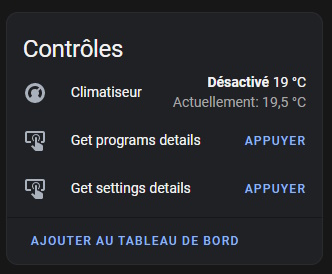 Contrôles
Climatiseur
Désactivé 19 °C
Actuellement: 19,5 °C
Get programs details APPUYER
Get settings details APPUYER
AJOUTER AU TABLEAU DE BORD